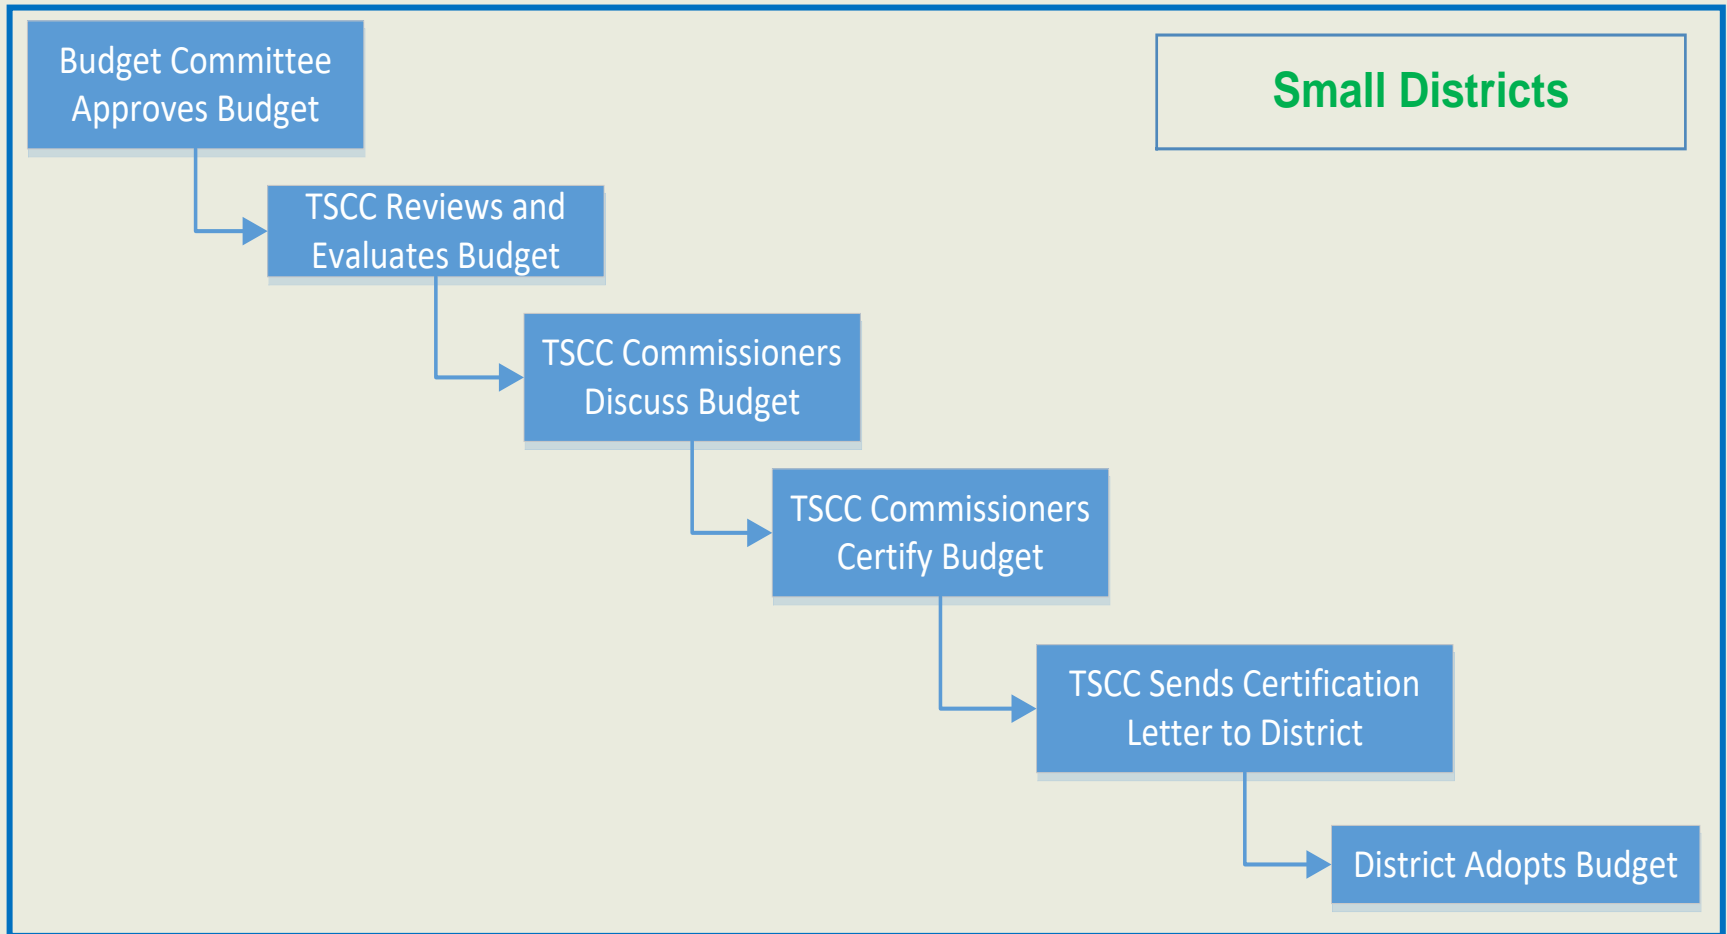 Budget Committee
Approves Budget
Small Districts
TSCC Reviews and
Evaluates Budget
TSCC Commissioners
Discuss Budget
TSCC Commissioners
Certify Budget
TSCC Sends Certification
Letter to District
District Adopts Budget